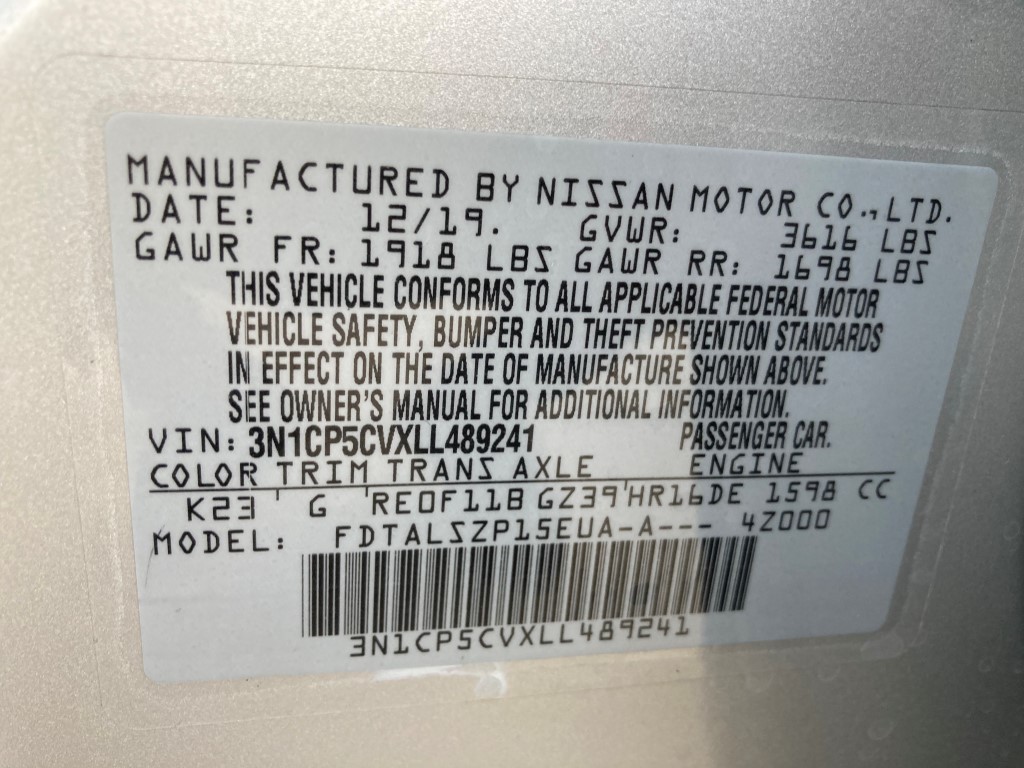 MANUFACTURED BY NISSAN MOTOR CO.,LTD.
DATE: 12/19. GVWR: 3616 LBS
GAWR FR: 1918 LBS GAWR RR: 1698 LBS
THIS VEHICLE CONFORMS TO ALL APPLICABLE FEDERAL MOTOR
VEHICLE SAFETY, BUMPER AND THEFT PREVENTION STANDARDS
IN EFFECT ON THE DATE OF MANUFACTURE SHOWN ABOVE.
SEE OWNER'S MANUAL FOR ADDITIONAL INFORMATION.
VIN: 3N1CP5CVXLL489241 PASSENGER CAR.
COLOR TRIM TRANS AXLE ENGINE
K23 G RE0F11B GZ39 HR16DE 1598 CC
MODEL: FDTALSZP15EUA-A--- 4Z000
3N1CP5CVXLL489241